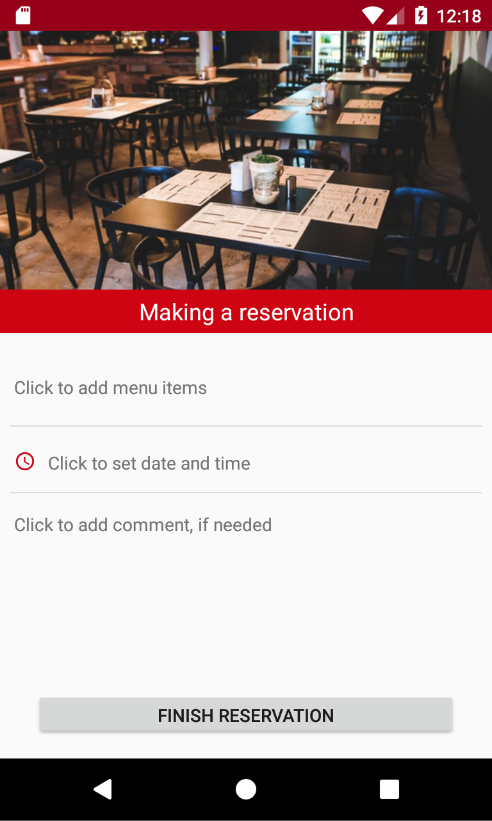 12:18
Making a reservation
Click to add menu items
Click to set date and time
Click to add comment, if needed
FINISH RESERVATION